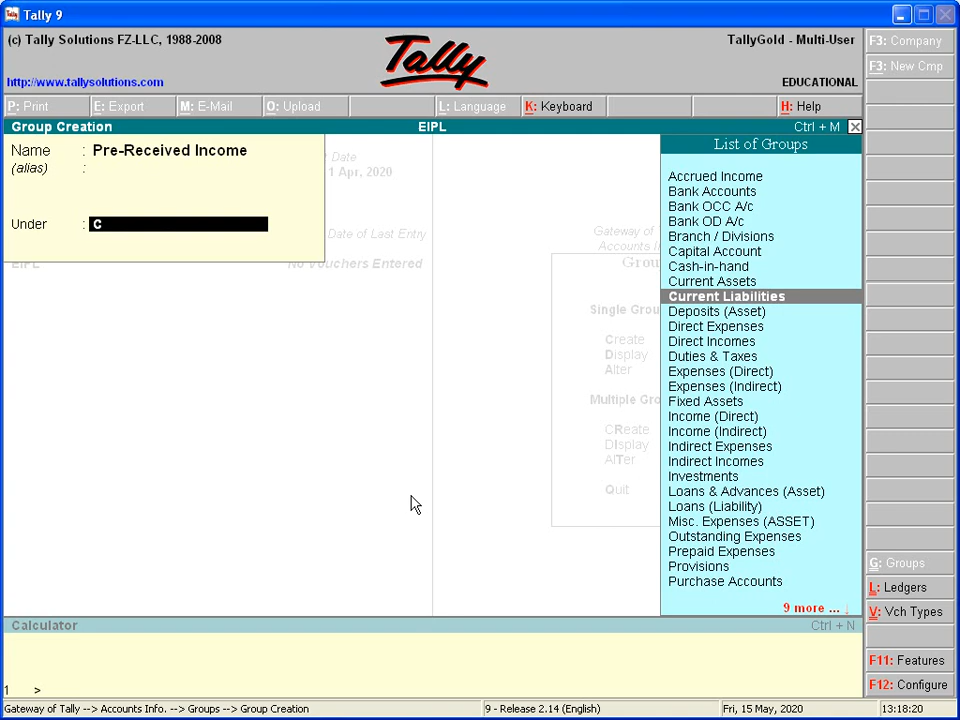 Tally 9
(c) Tally Solutions FZ-LLC, 1988-2008
Tally
TallyGold - Multi-User
http://www.tallysolutions.com
EDUCATIONAL
F3: Company
F3: New Cmp
P: Print
E: Export
M: E-Mail
O: Upload
L: Language
K: Keyboard
H: Help
Group Creation
EIPL
Ctrl + M
Name : Pre-Received Income
(alias) :
Under : C
Date
1 Apr, 2020
Date of Last Entry
EIPL
No Vouchers Entered
Gateway of
Accounts In
Grou
Single Grou
Create
Display
Alter
Multiple Gro
CReate
DIsplay
AlTer
Quit
List of Groups
Accrued Income
Bank Accounts
Bank OCC A/c
Bank OD A/c
Branch / Divisions
Capital Account
Cash-in-hand
Current Assets
Current Liabilities
Deposits (Asset)
Direct Expenses
Direct Incomes
Duties & Taxes
Expenses (Direct)
Expenses (Indirect)
Fixed Assets
Income (Direct)
Income (Indirect)
Indirect Expenses
Indirect Incomes
Investments
Loans & Advances (Asset)
Loans (Liability)
Misc. Expenses (ASSET)
Outstanding Expenses
Prepaid Expenses
Provisions
Purchase Accounts
9 more ... ↓
G: Groups
L: Ledgers
V: Vch Types
F11: Features
F12: Configure
Calculator
Ctrl + N
1 >
Gateway of Tally --> Accounts Info. --> Groups --> Group Creation
9 - Release 2.14 (English)
Fri, 15 May, 2020
13:18:20